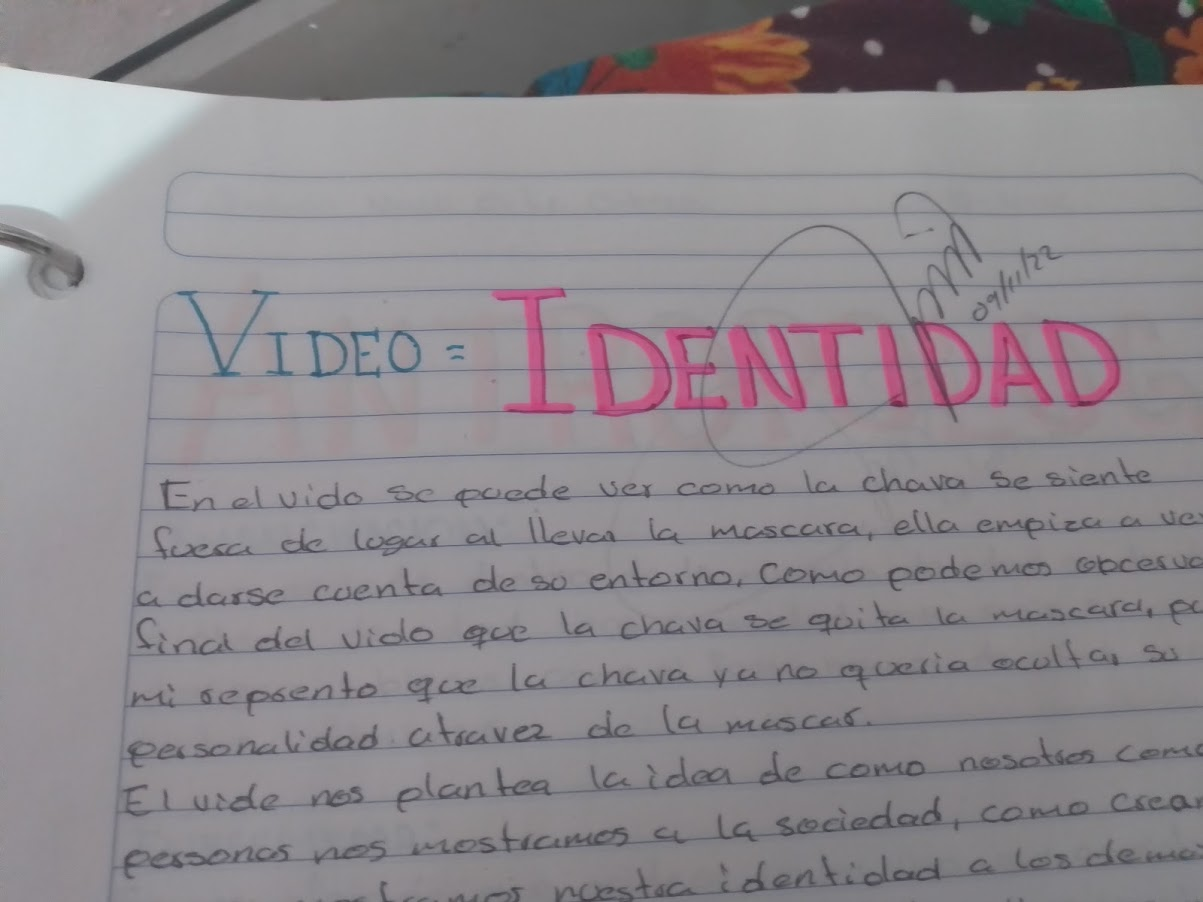 VIDEO = IDENTIDAD
09/11/22
En el vido se puede ver como la chava se siente
fuera de lugar al llevar la mascara, ella empiza a ver
a darse cuenta de so entorno, como podemos
final del vido que la chava se quita la mascara,
mi que la chava ya no queria ocultar su
personalidad atravez de la mascar.
El vide nos plantea la idea de como nosotros como
personas nos mostramos a la sociedad, como
nuestra identidad a los